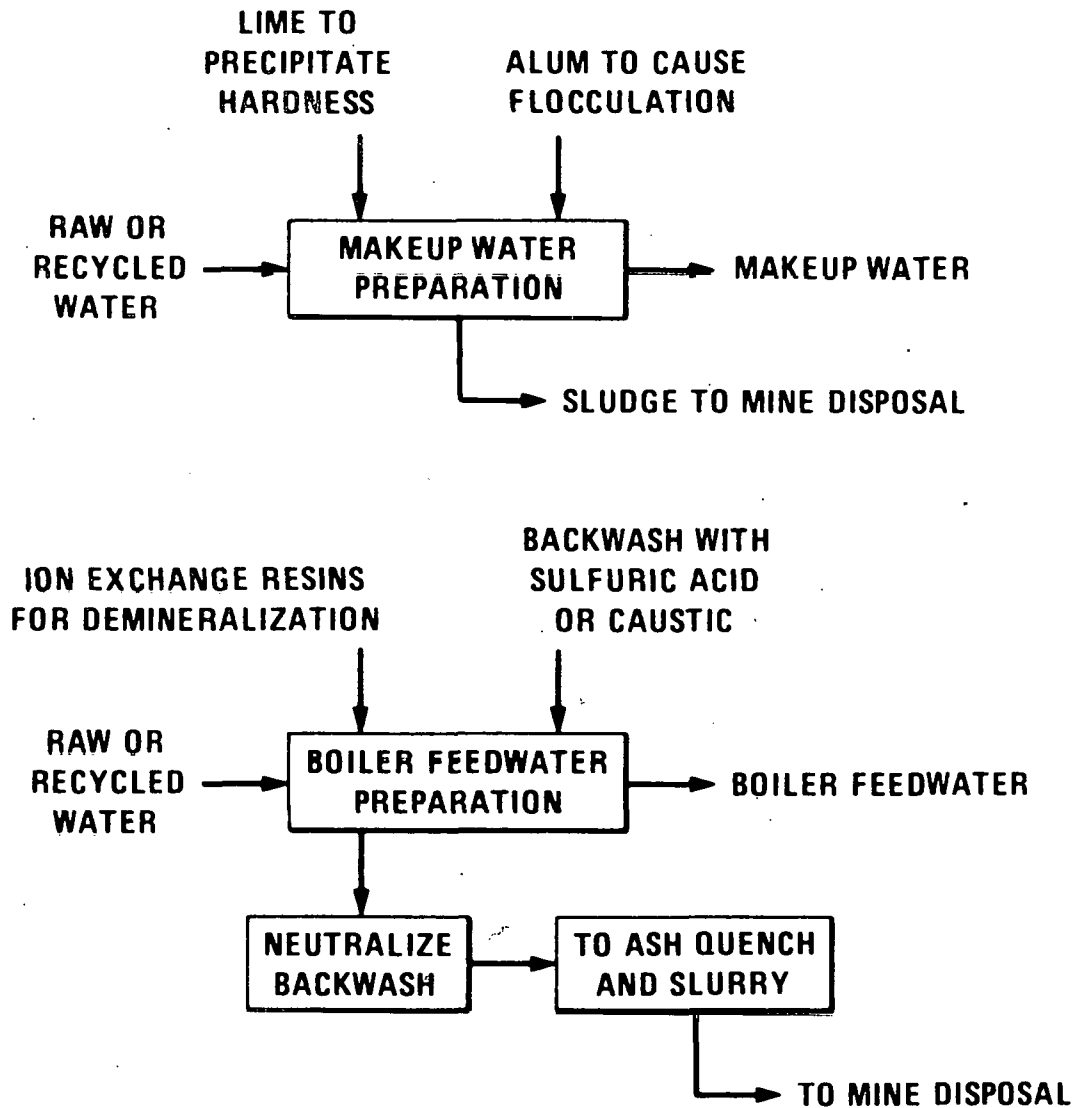 LIME TO
PRECIPITATE
HARDNESS
ALUM TO CAUSE
FLOCCULATION
RAW OR
RECYCLED
WATER
MAKEUP WATER
PREPARATION
MAKEUP WATER
SLUDGE TO MINE DISPOSAL
ION EXCHANGE RESINS
FOR DEMINERALIZATION
BACKWASH WITH
SULFURIC ACID
OR CAUSTIC
RAW OR
RECYCLED
WATER
BOILER FEEDWATER
PREPARATION
BOILER FEEDWATER
NEUTRALIZE
BACKWASH
TO ASH QUENCH
AND SLURRY
TO MINE DISPOSAL